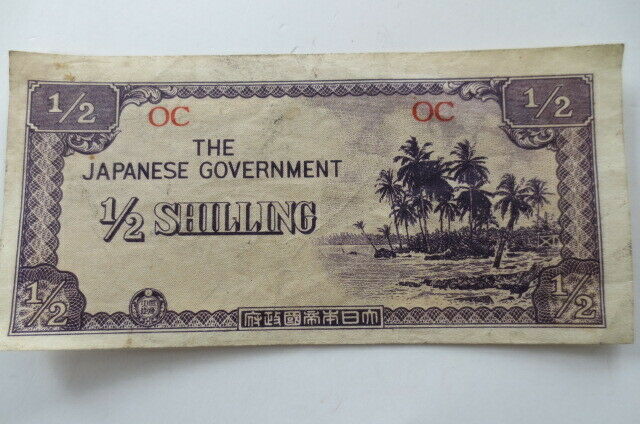 1/2 1/2
OC OC
THE
JAPANESE GOVERNMENT
1/2 SHILLING
1/2 1/2
府政國帝本日大